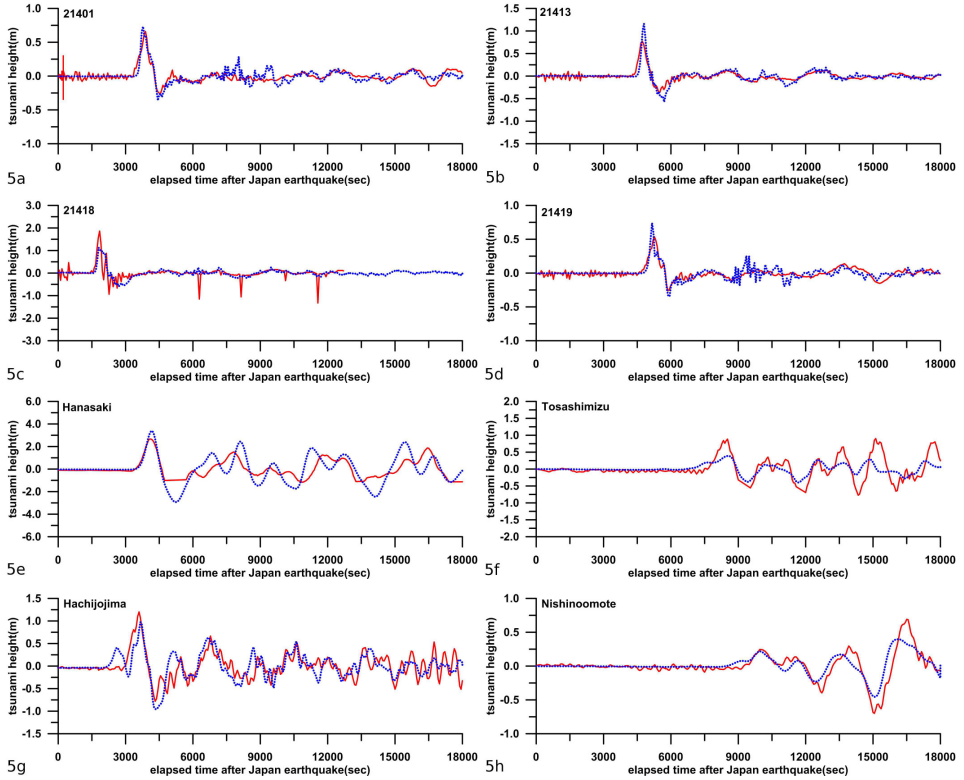 21401
1.0
0.5
0.0
-0.5
-1.0
tsunami height(m)
0 3000 6000 9000 12000 15000 18000
elapsed time after Japan earthquake(sec)
5a
21413
1.5
1.0
0.5
0.0
-0.5
-1.0
-1.5
tsunami height(m)
0 3000 6000 9000 12000 15000 18000
elapsed time after Japan earthquake(sec)
5b
21418
3.0
2.0
1.0
0.0
-1.0
-2.0
-3.0
tsunami height(m)
0 3000 6000 9000 12000 15000 18000
elapsed time after Japan earthquake(sec)
5c
21419
1.0
0.5
0.0
-0.5
-1.0
tsunami height(m)
0 3000 6000 9000 12000 15000 18000
elapsed time after Japan earthquake(sec)
5d
Hanasaki
6.0
4.0
2.0
0.0
-2.0
-4.0
-6.0
tsunami height(m)
0 3000 6000 9000 12000 15000 18000
elapsed time after Japan earthquake(sec)
5e
Tosashimizu
2.0
1.5
1.0
0.5
0.0
-0.5
-1.0
-1.5
-2.0
tsunami height(m)
0 3000 6000 9000 12000 15000 18000
elapsed time after Japan earthquake(sec)
5f
Hachijojima
1.5
1.0
0.5
0.0
-0.5
-1.0
-1.5
tsunami height(m)
0 3000 6000 9000 12000 15000 18000
elapsed time after Japan earthquake(sec)
5g
Nishinoomote
1.0
0.5
0.0
-0.5
-1.0
tsunami height(m)
0 3000 6000 9000 12000 15000 18000
elapsed time after Japan earthquake(sec)
5h